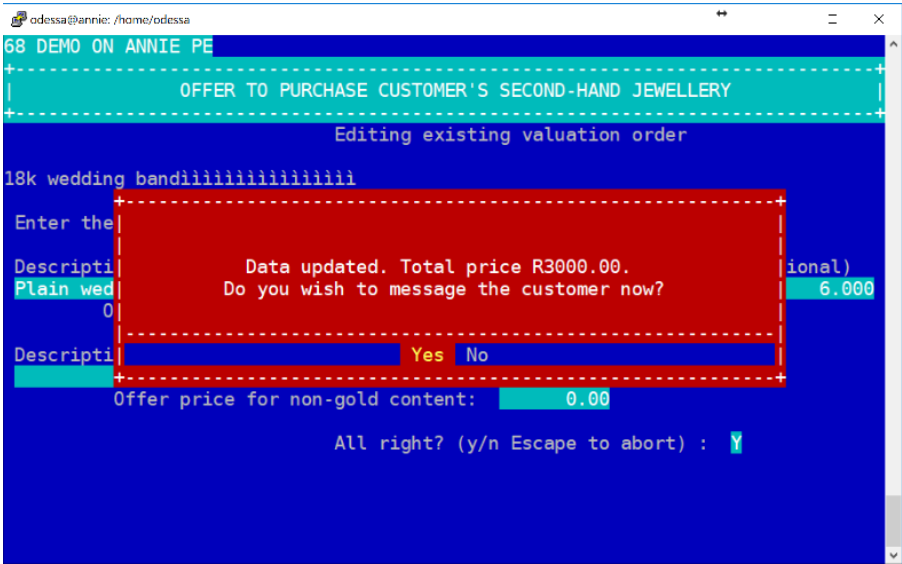 odessa@annie: /home/odessa
68 DEMO ON ANNIE PE
OFFER TO PURCHASE CUSTOMER'S SECOND-HAND JEWELLERY
Editing existing valuation order
18k wedding bandìììììììììììììììì
Enter the
Data updated. Total price R3000.00.
Descripti ional)
Do you wish to message the customer now?
Plain wed 6.000
O
Descripti
Yes No
Offer price for non-gold content: 0.00
All right? (y/n Escape to abort) : Y